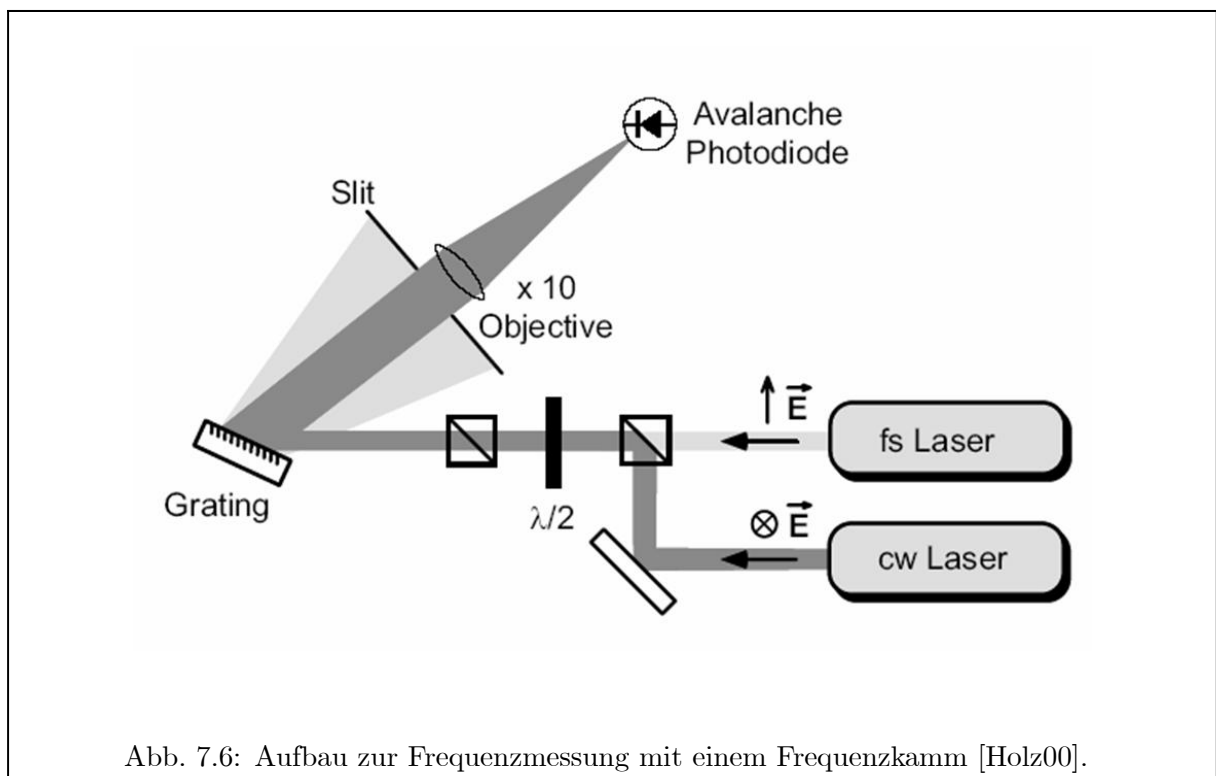 Avalanche
Photodiode
Slit
x 10
Objective
E
fs Laser
Grating
λ/2
E
cw Laser
Abb. 7.6: Aufbau zur Frequenzmessung mit einem Frequenzkamm [Holz00].